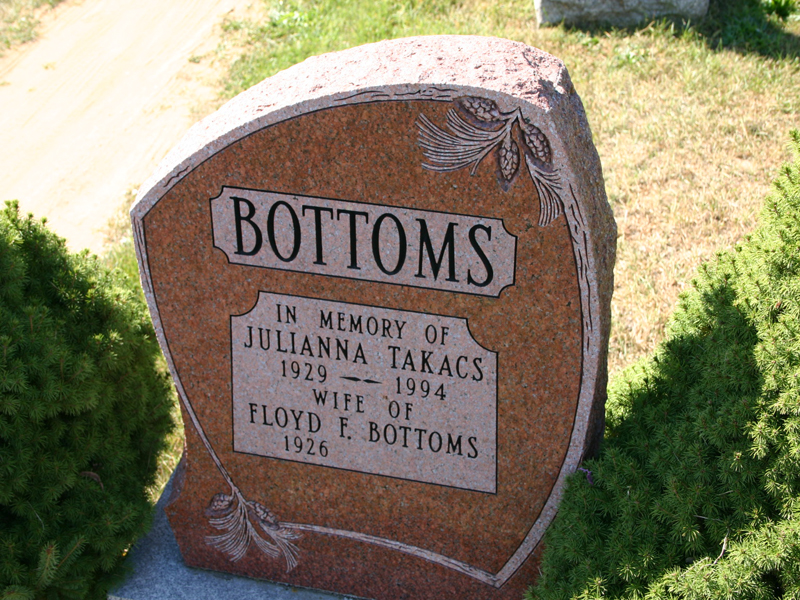 BOTTOMS
IN MEMORY OF
JULIANNA TAKACS
1929 — 1994
WIFE OF
FLOYD F. BOTTOMS
1926